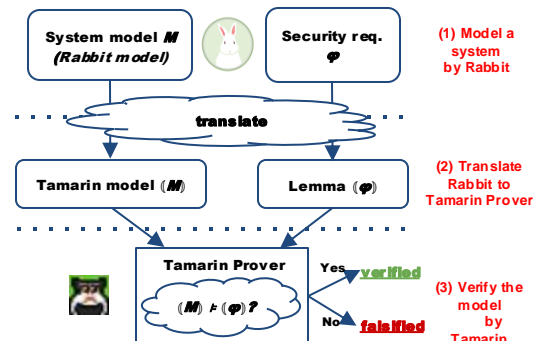 System model M
(Rabbit model)
Security req.
φ
(1) Model a
system
by Rabbit
translate
Tamarin model ⦅M⦆
Lemma ⦅φ⦆
(2) Translate
Rabbit to
Tamarin Prover
Tamarin Prover
⦅M⦆ ⊧ ⦅φ⦆?
Yes
verified
No
falsified
(3) Verify the
model
by
Tamarin